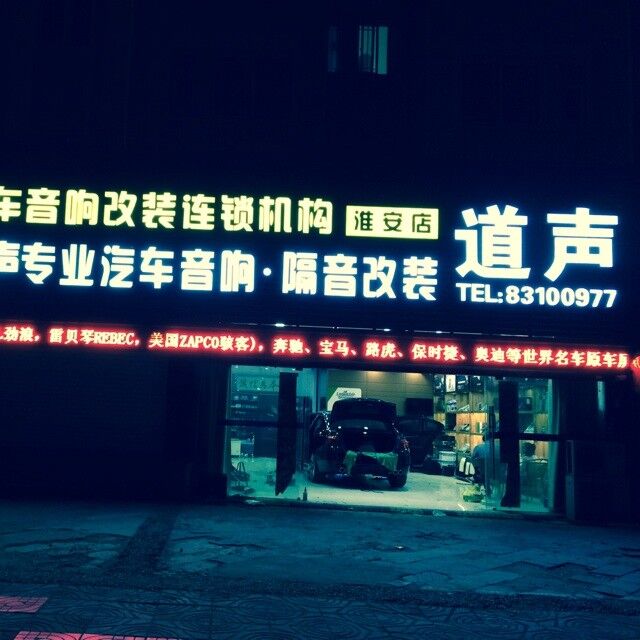 车音响改装连锁机构 淮安店
声专业汽车音响·隔音改装
道声
TEL:83100977
劲浪，雷贝琴REBEC，美国ZAPCO骇客），奔驰、宝马、路虎、保时捷、奥迪等世界名车原车原